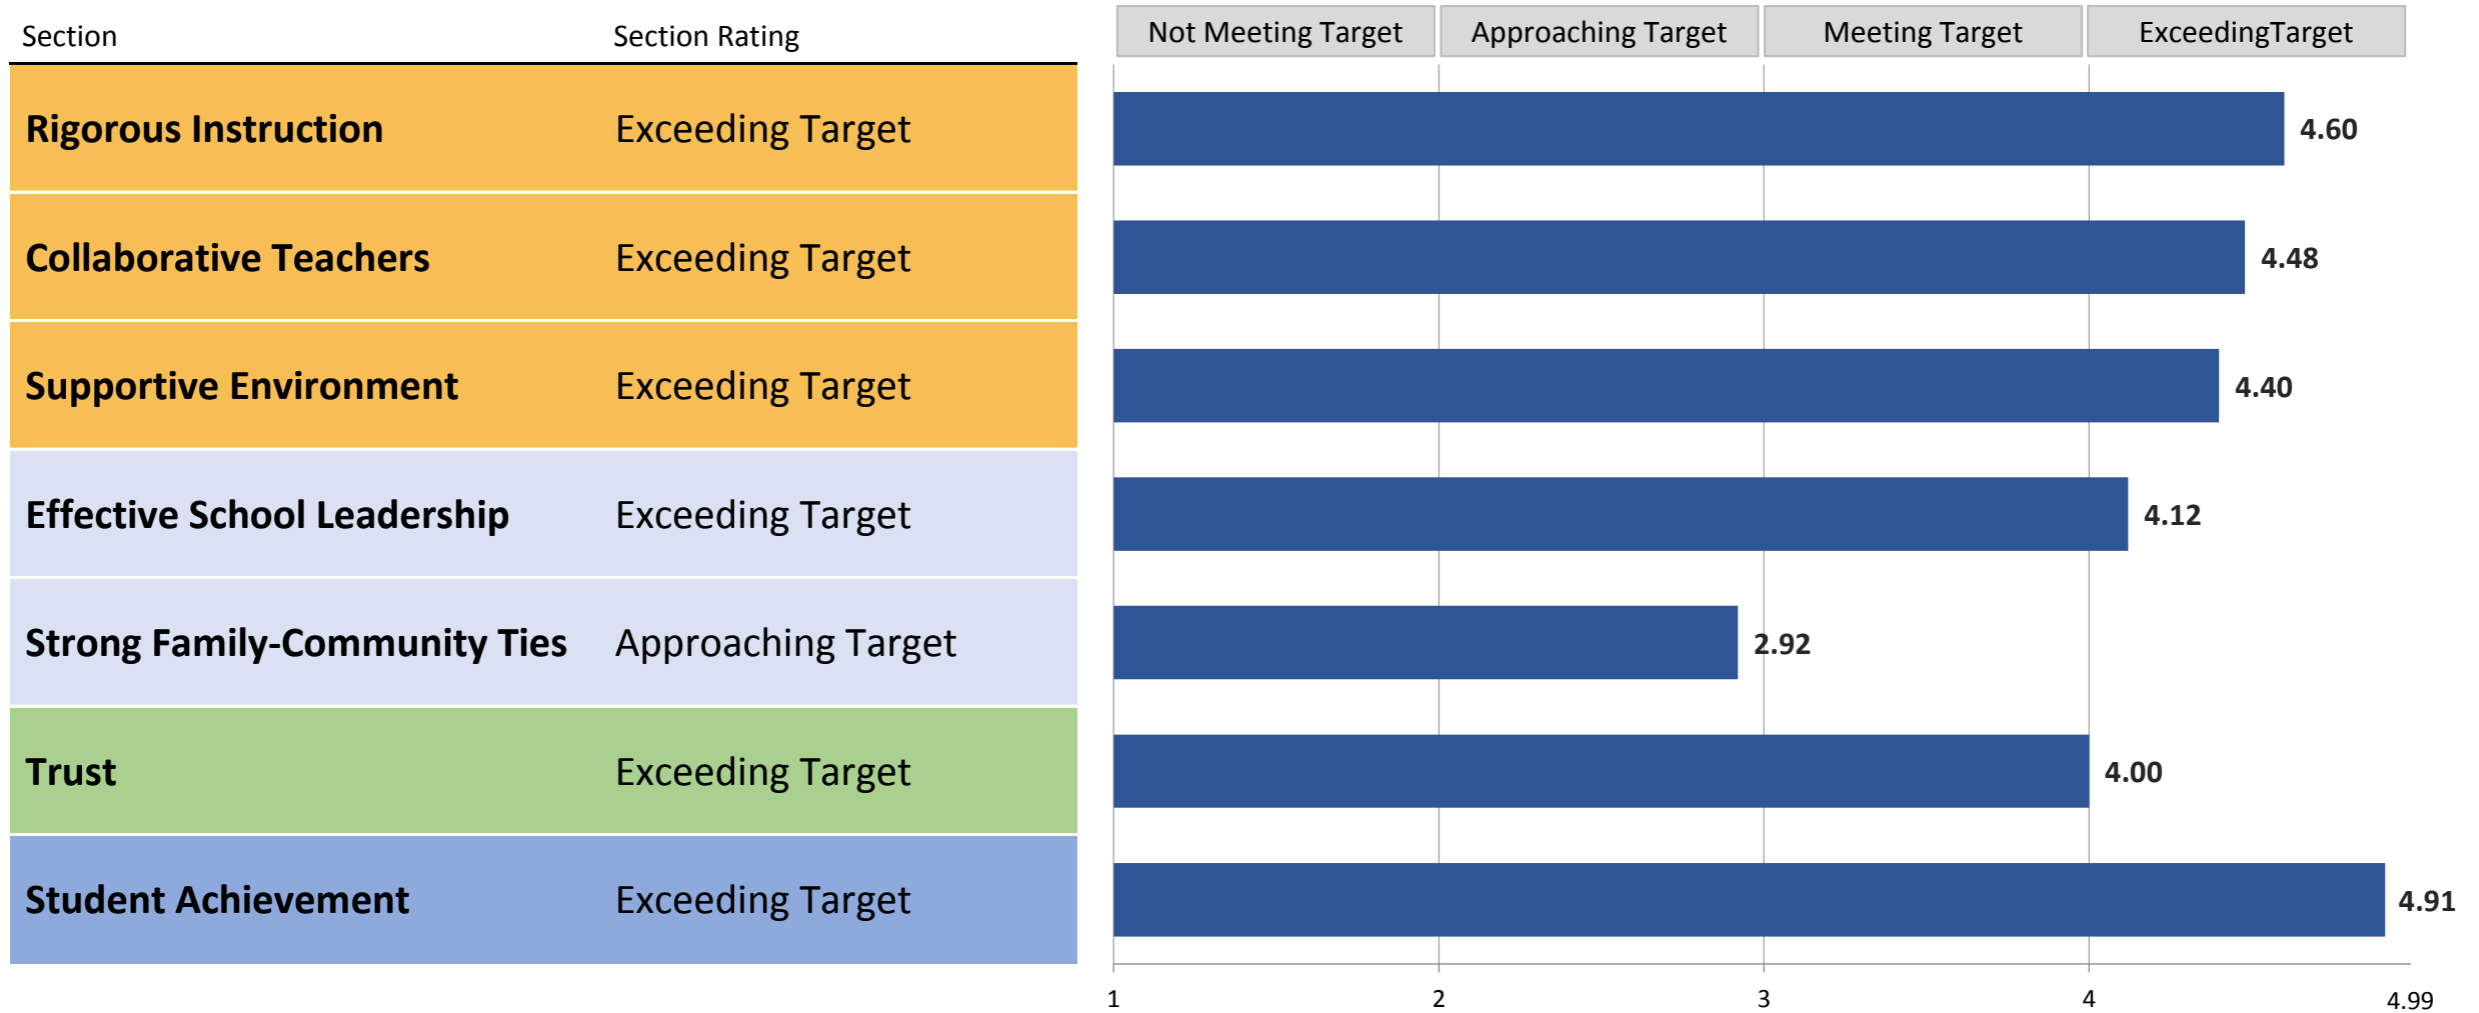 Section Section Rating Not Meeting Target Approaching Target Meeting Target ExceedingTarget
Rigorous Instruction Exceeding Target 4.60
Collaborative Teachers Exceeding Target 4.48
Supportive Environment Exceeding Target 4.40
Effective School Leadership Exceeding Target 4.12
Strong Family-Community Ties Approaching Target 2.92
Trust Exceeding Target 4.00
Student Achievement Exceeding Target 4.91
1 2 3 4 4.99